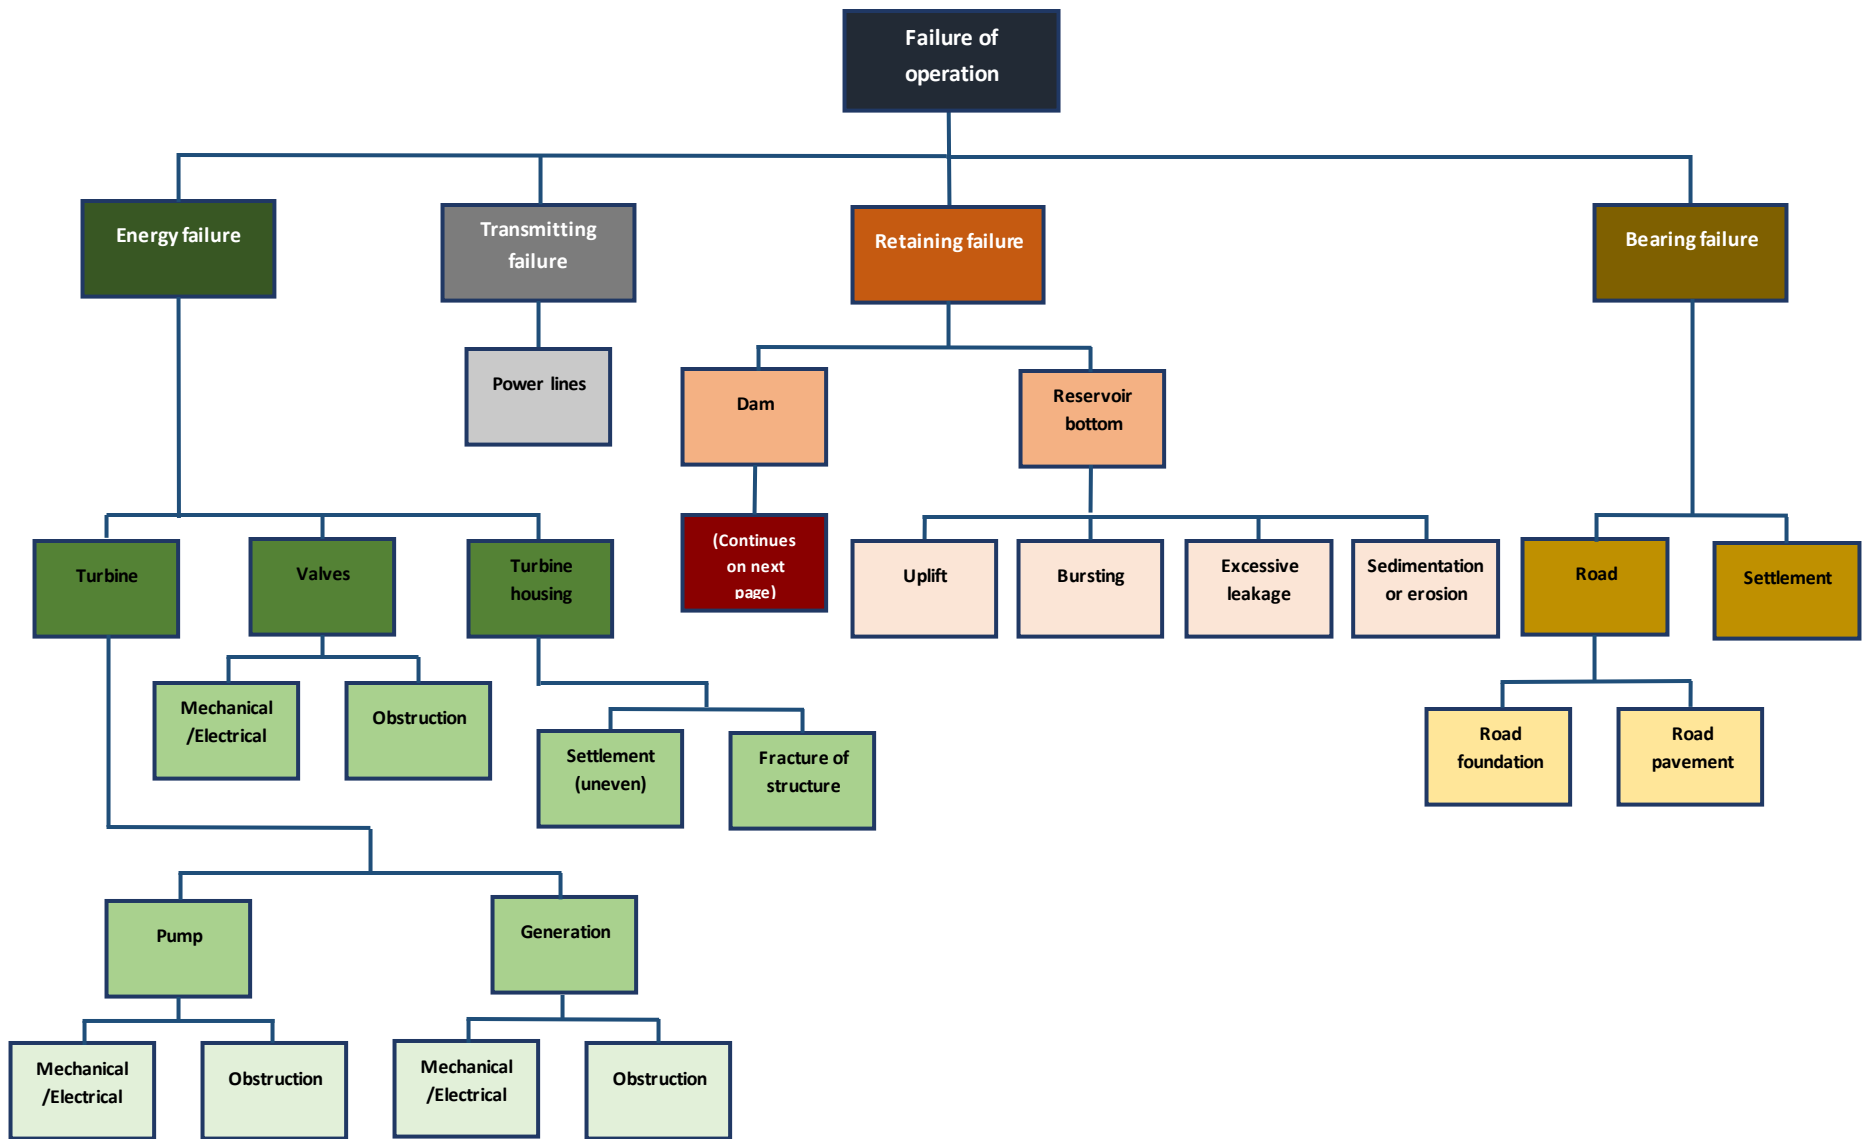 Failure of
operation
Energy failure
Transmitting
failure
Retaining failure
Bearing failure
Power lines
Dam
Reservoir
bottom
(Continues
on next
page)
Turbine
Valves
Turbine
housing
Uplift
Bursting
Excessive
leakage
Sedimentation
or erosion
Road
Settlement
Mechanical
/Electrical
Obstruction
Settlement
(uneven)
Fracture of
structure
Road
foundation
Road
pavement
Pump
Generation
Mechanical
/Electrical
Obstruction
Mechanical
/Electrical
Obstruction